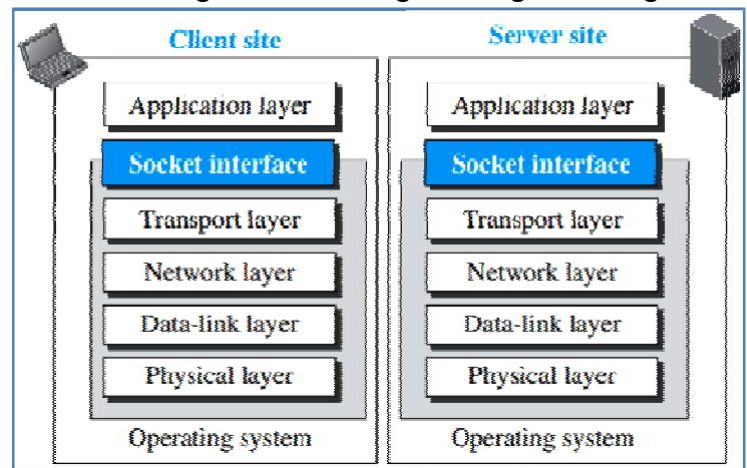 Client site
Application layer
Socket interface
Transport layer
Network layer
Data-link layer
Physical layer
Operating system
Server site
Application layer
Socket interface
Transport layer
Network layer
Data-link layer
Physical layer
Operating system